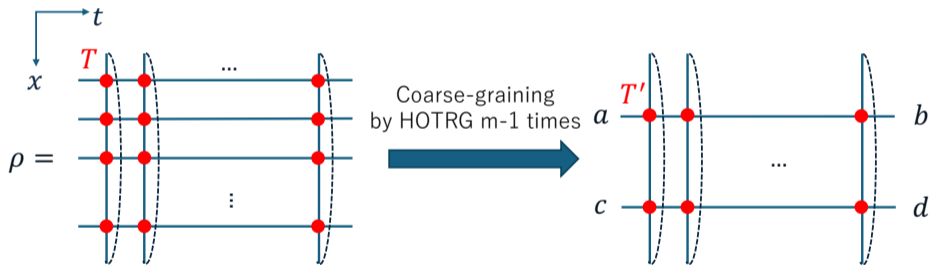 t
x
T
...
ρ =
⋮
Coarse-graining
by HOTRG m-1 times
T′
a
b
...
c
d